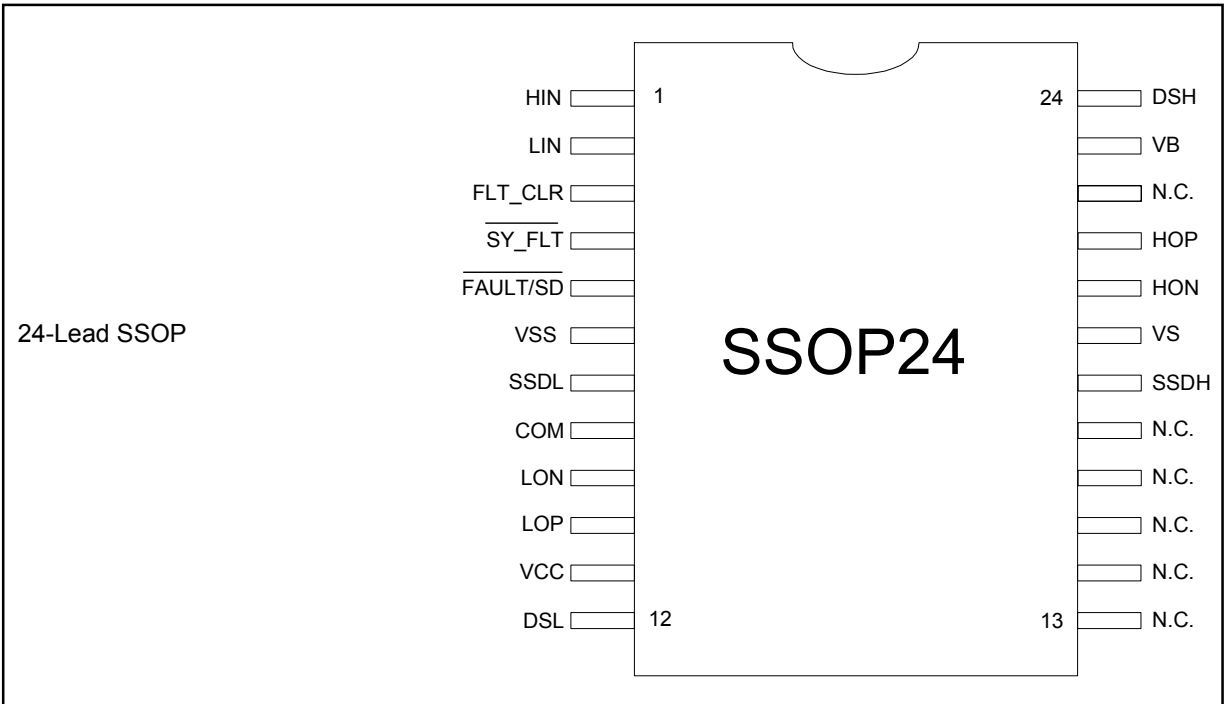 HIN 1 24 DSH
LIN VB
FLT_CLR N.C.
SY_FLT HOP
FAULT/SD HON
24-Lead SSOP VSS SSOP24 VS
SSDL SSDH
COM N.C.
LON N.C.
LOP N.C.
VCC N.C.
DSL 12 13 N.C.